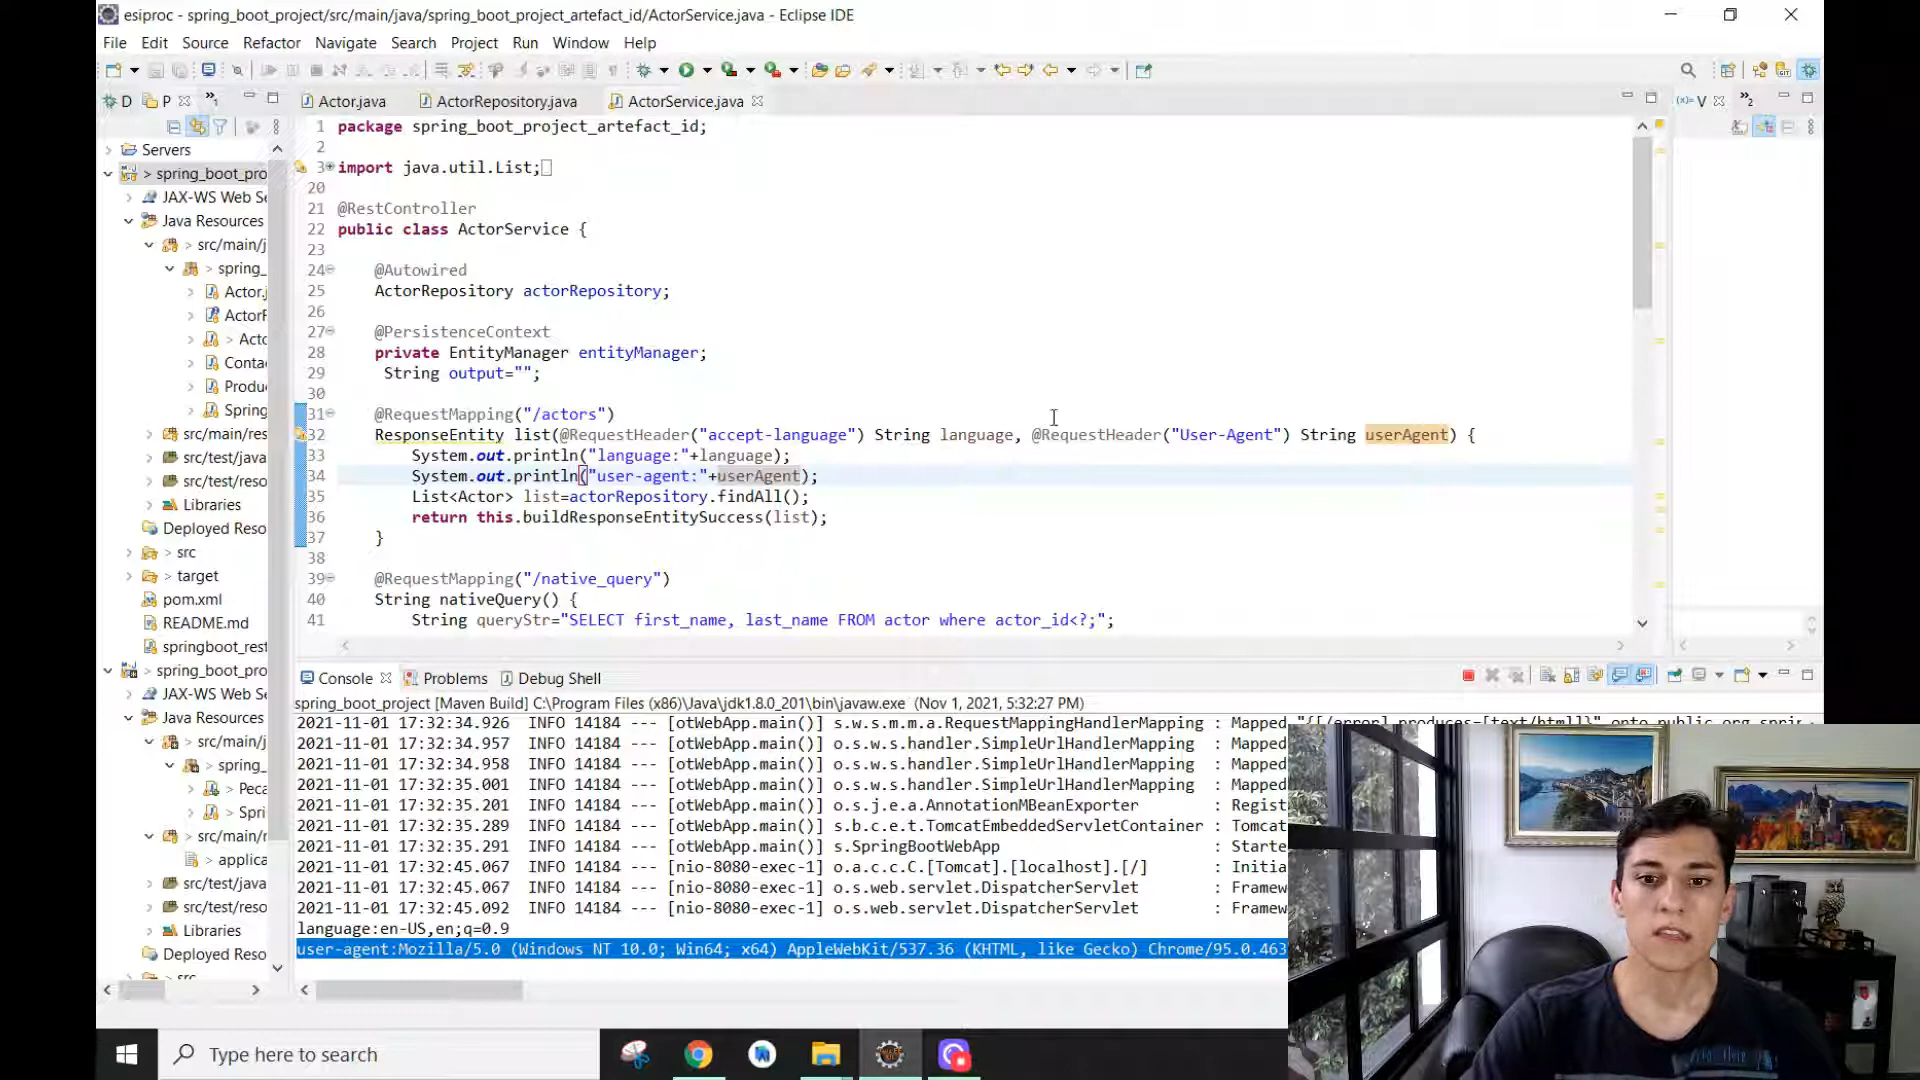 esiproc - spring_boot_project/src/main/java/spring_boot_project_artefact_id/ActorService.java - Eclipse IDE
File Edit Source Refactor Navigate Search Project Run Window Help
D P Actor.java ActorRepository.java ActorService.java (x)= V
Servers
> spring_boot_pro
JAX-WS Web Se
Java Resources
> src/main/j
> spring_
Actor.j
ActorF
> Acto
Conta
Produ
Spring
src/main/res
src/test/java
src/test/reso
Libraries
Deployed Reso
> src
> target
pom.xml
README.md
springboot_rest
> spring_boot_pro
JAX-WS Web Se
Java Resources
> src/main/j
> spring_
> Peca
> Spri
> src/main/r
applica
src/test/java
src/test/reso
Libraries
Deployed Reso
1 package spring_boot_project_artefact_id;
2
3 import java.util.List;
20
21 @RestController
22 public class ActorService {
23
24 @Autowired
25 ActorRepository actorRepository;
26
27 @PersistenceContext
28 private EntityManager entityManager;
29 String output="";
30
31 @RequestMapping("/actors")
32 ResponseEntity list(@RequestHeader("accept-language") String language, @RequestHeader("User-Agent") String userAgent) {
33 System.out.println("language:"+language);
34 System.out.println("user-agent:"+userAgent);
35 List<Actor> list=actorRepository.findAll();
36 return this.buildResponseEntitySuccess(list);
37 }
38
39 @RequestMapping("/native_query")
40 String nativeQuery() {
41 String queryStr="SELECT first_name, last_name FROM actor where actor_id<?;";
Console Problems Debug Shell
spring_boot_project [Maven Build] C:\Program Files (x86)\Java\jdk1.8.0_201\bin\javaw.exe (Nov 1, 2021, 5:32:27 PM)
2021-11-01 17:32:34.926 INFO 14184 --- [otWebApp.main()] s.w.s.m.m.a.RequestMappingHandlerMapping : Mapped "{[/error],produces=[text/html]}" onto public org.spri
2021-11-01 17:32:34.957 INFO 14184 --- [otWebApp.main()] o.s.w.s.handler.SimpleUrlHandlerMapping : Mapped
2021-11-01 17:32:34.958 INFO 14184 --- [otWebApp.main()] o.s.w.s.handler.SimpleUrlHandlerMapping : Mapped
2021-11-01 17:32:35.001 INFO 14184 --- [otWebApp.main()] o.s.w.s.handler.SimpleUrlHandlerMapping : Mapped
2021-11-01 17:32:35.201 INFO 14184 --- [otWebApp.main()] o.s.j.e.a.AnnotationMBeanExporter : Regist
2021-11-01 17:32:35.289 INFO 14184 --- [otWebApp.main()] s.b.c.e.t.TomcatEmbeddedServletContainer : Tomcat
2021-11-01 17:32:35.291 INFO 14184 --- [otWebApp.main()] s.SpringBootWebApp : Starte
2021-11-01 17:32:45.067 INFO 14184 --- [nio-8080-exec-1] o.a.c.c.C.[Tomcat].[localhost].[/] : Initia
2021-11-01 17:32:45.067 INFO 14184 --- [nio-8080-exec-1] o.s.web.servlet.DispatcherServlet : Framew
2021-11-01 17:32:45.092 INFO 14184 --- [nio-8080-exec-1] o.s.web.servlet.DispatcherServlet : Framew
language:en-US,en;q=0.9
user-agent:Mozilla/5.0 (Windows NT 10.0; Win64; x64) AppleWebKit/537.36 (KHTML, like Gecko) Chrome/95.0.463
Type here to search